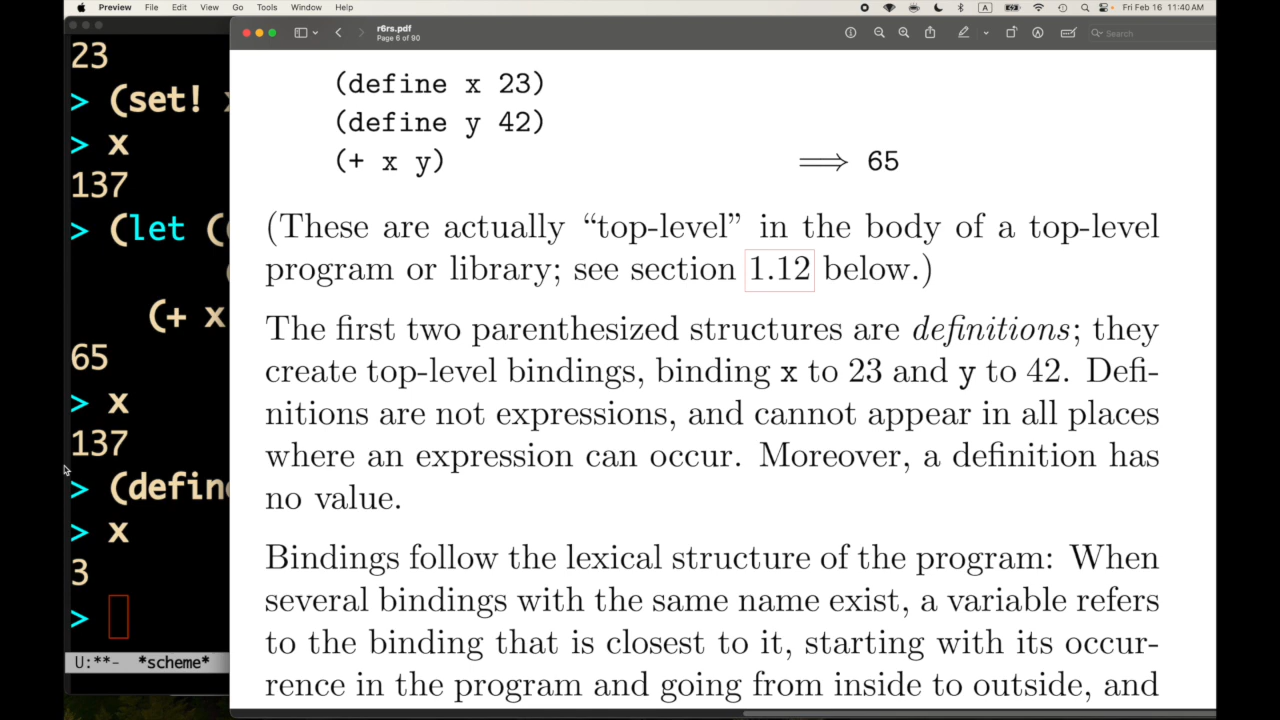 Preview File Edit View Go Tools Window Help
A
Fri Feb 16 11:40 AM
r6rs.pdf
Page 6 of 90
Search
23
> (set!
> x
137
> (let (
(
(+ x
65
> x
137
> (define
> x
3
>
U:**- *scheme*
(define x 23)
(define y 42)
(+ x y) ⟹ 65
(These are actually “top-level” in the body of a top-level
program or library; see section 1.12 below.)
The first two parenthesized structures are definitions; they
create top-level bindings, binding x to 23 and y to 42. Defi-
nitions are not expressions, and cannot appear in all places
where an expression can occur. Moreover, a definition has
no value.
Bindings follow the lexical structure of the program: When
several bindings with the same name exist, a variable refers
to the binding that is closest to it, starting with its occur-
rence in the program and going from inside to outside, and